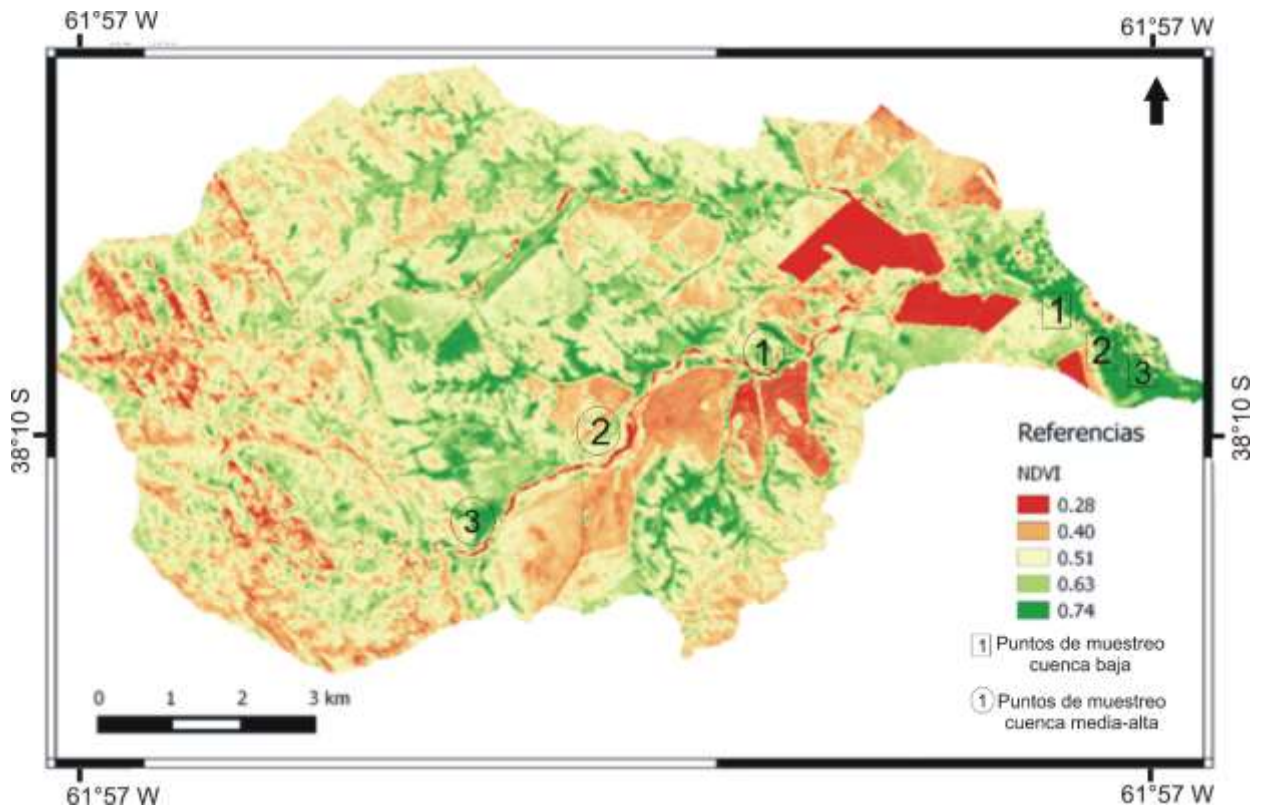 61°57 W
61°57 W
1
2
3
1
2
3
38°10 S
38°10 S
Referencias
NDVI
0.28
0.40
0.51
0.63
0.74
1 Puntos de muestreo
cuenca baja
1 Puntos de muestreo
cuenca media-alta
0 1 2 3 km
61°57 W
61°57 W